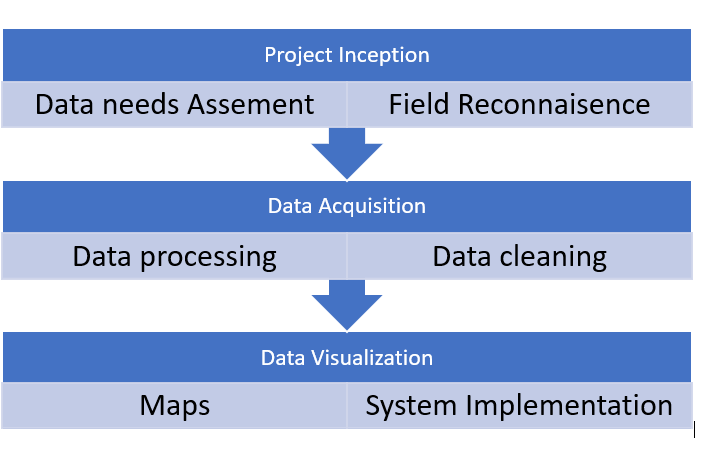 Project Inception
Data needs Assement
Field Reconnaisence
Data Acquisition
Data processing
Data cleaning
Data Visualization
Maps
System Implementation